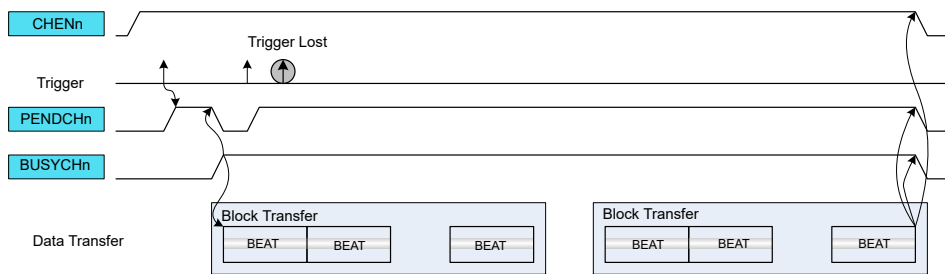 CHENn
Trigger Lost
Trigger
PENDCHn
BUSYCHn
Data Transfer
Block Transfer
BEAT
BEAT
BEAT
Block Transfer
BEAT
BEAT
BEAT